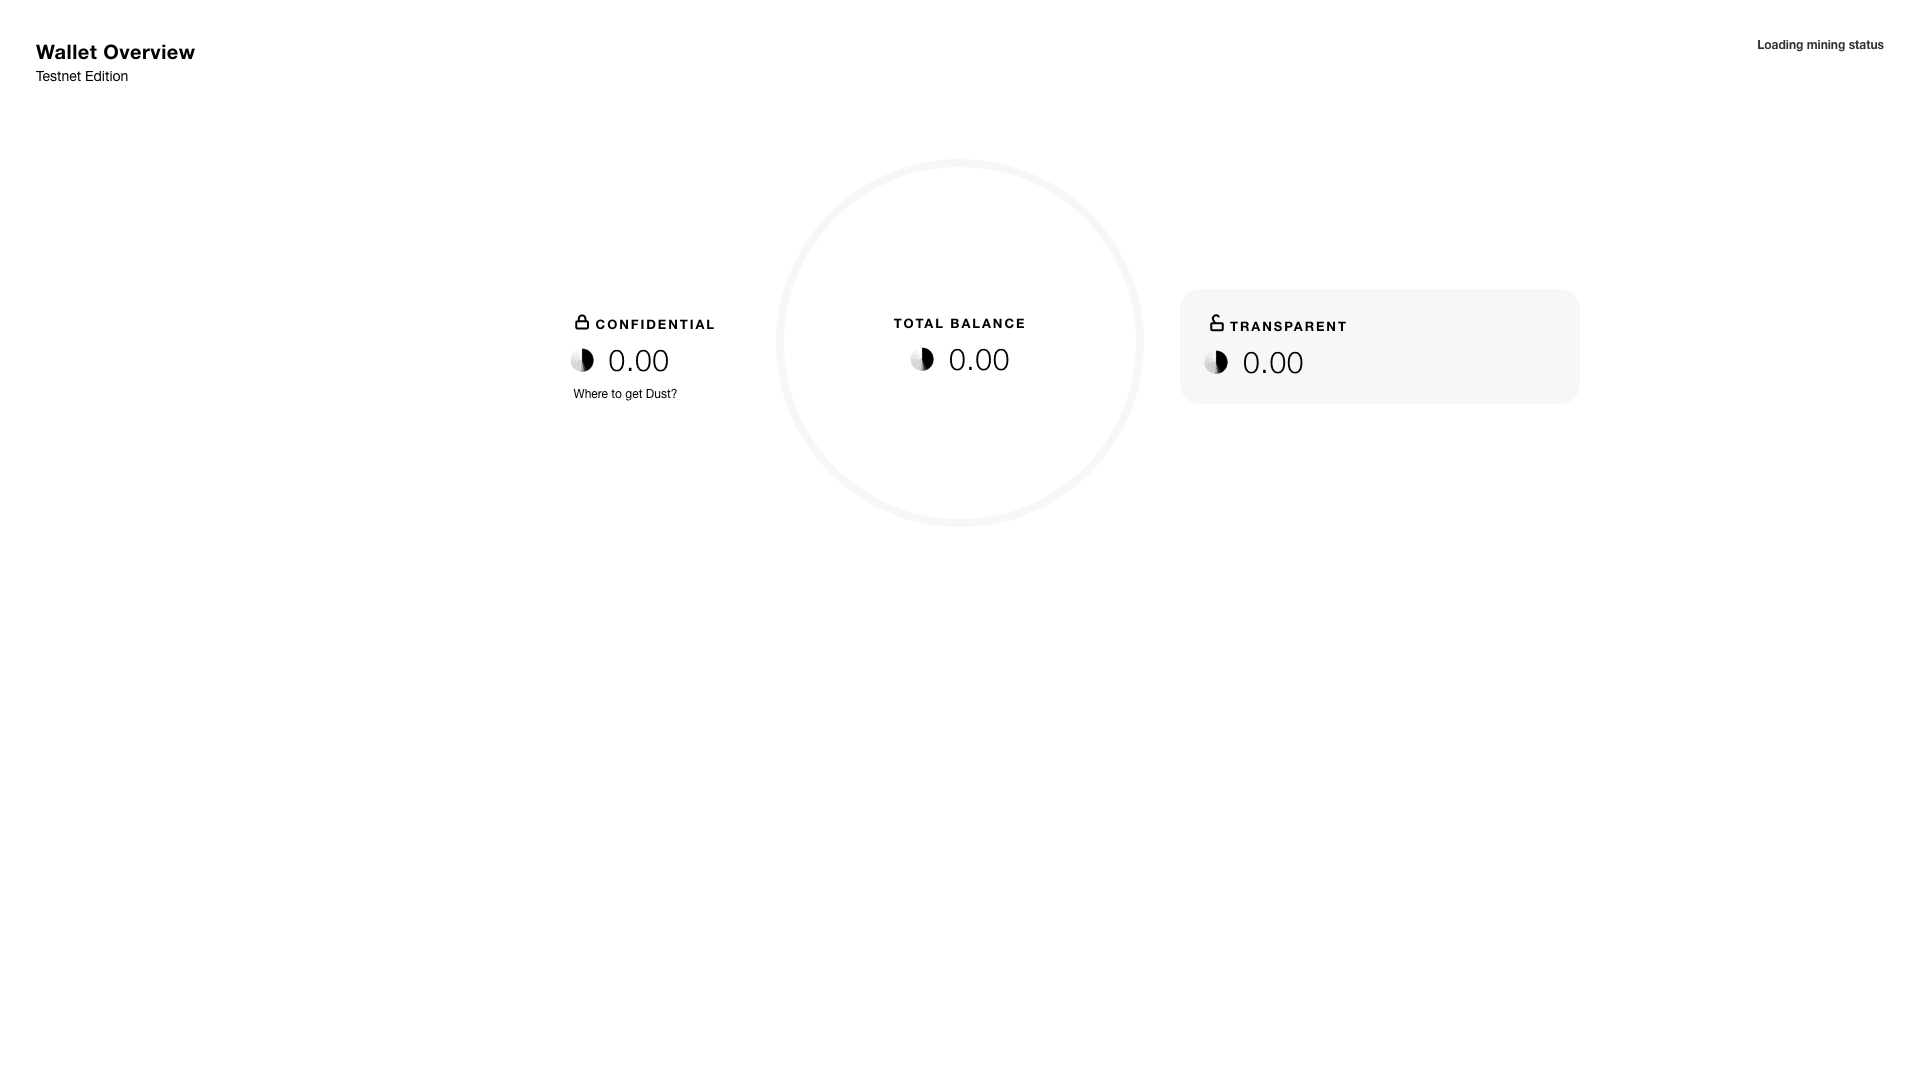 Wallet Overview
Testnet Edition
Loading mining status
CONFIDENTIAL
0.00
Where to get Dust?
TOTAL BALANCE
0.00
TRANSPARENT
0.00